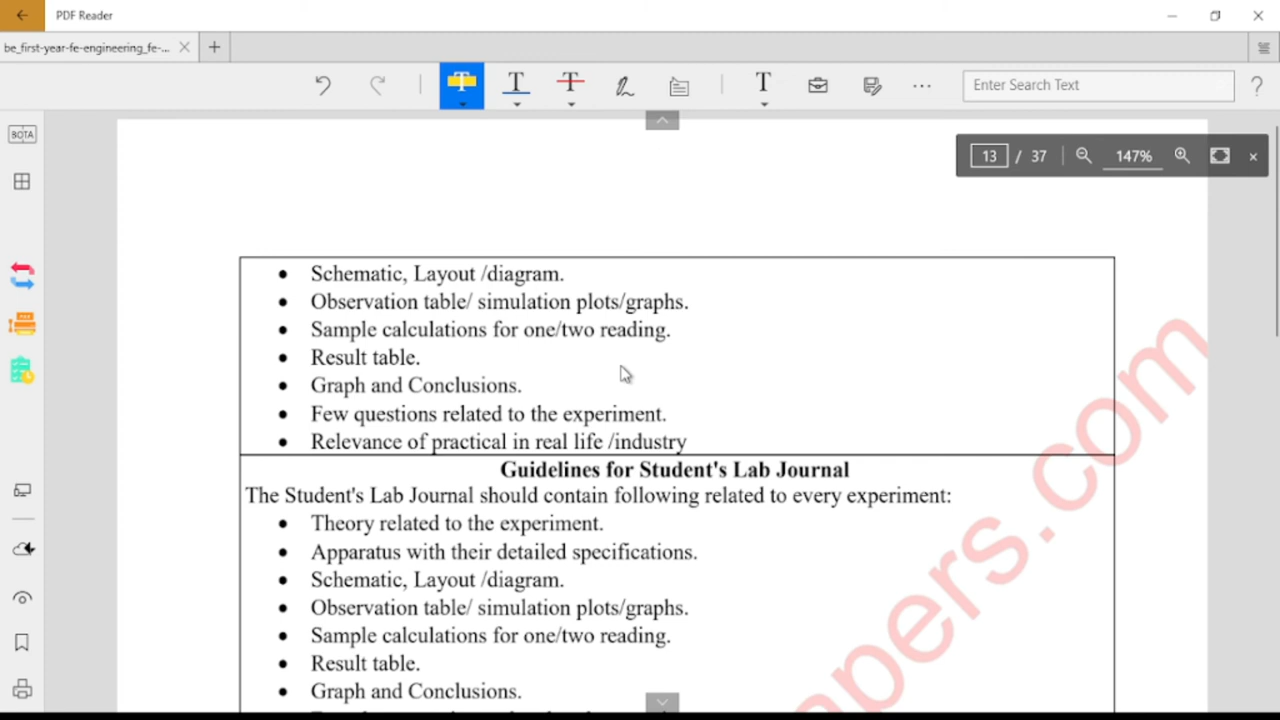 PDF Reader
be_first-year-fe-engineering_fe-...
Enter Search Text
BOTA
13 / 37 147%
• Schematic, Layout /diagram.
• Observation table/ simulation plots/graphs.
• Sample calculations for one/two reading.
• Result table.
• Graph and Conclusions.
• Few questions related to the experiment.
• Relevance of practical in real life /industry
Guidelines for Student's Lab Journal
The Student's Lab Journal should contain following related to every experiment:
• Theory related to the experiment.
• Apparatus with their detailed specifications.
• Schematic, Layout /diagram.
• Observation table/ simulation plots/graphs.
• Sample calculations for one/two reading.
• Result table.
• Graph and Conclusions.
apers.com